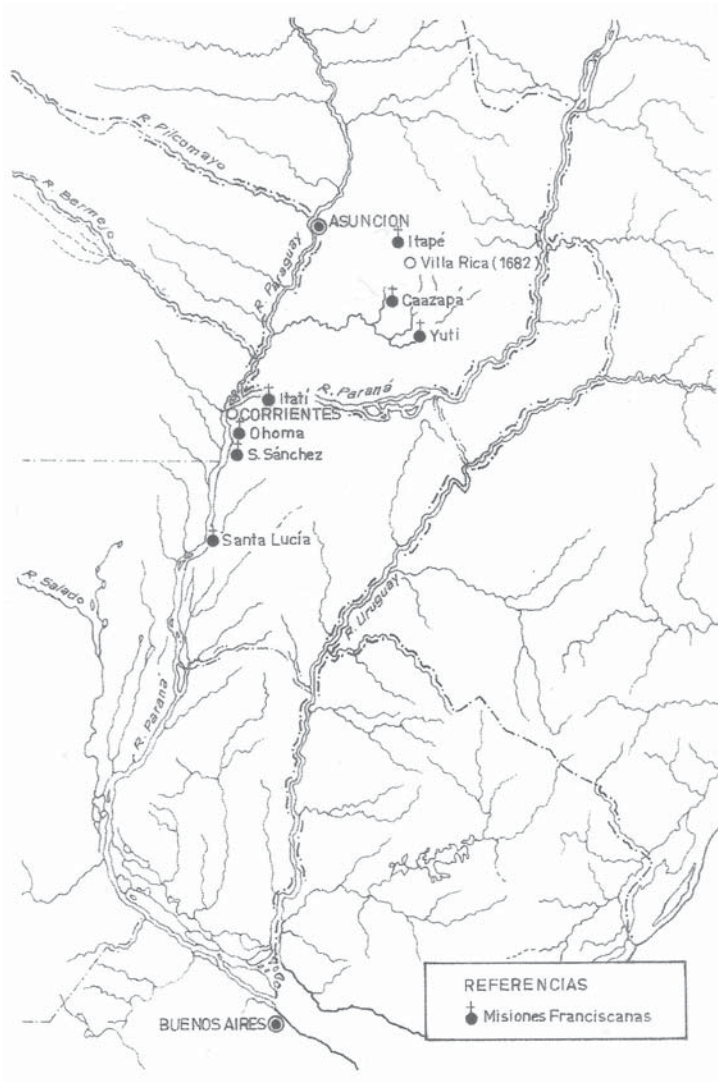 R. Pilcomayo
R. Bermejo
ASUNCION
Itapé
Villa Rica (1682)
R. Paraguay
Caazapá
Yuti
R. Paraná
Itatí
CORRIENTES
Ohoma
S. Sánchez
Santa Lucía
R. Salado
R. Uruguay
R. Paraná
REFERENCIAS
Misiones Franciscanas
BUENOS AIRES